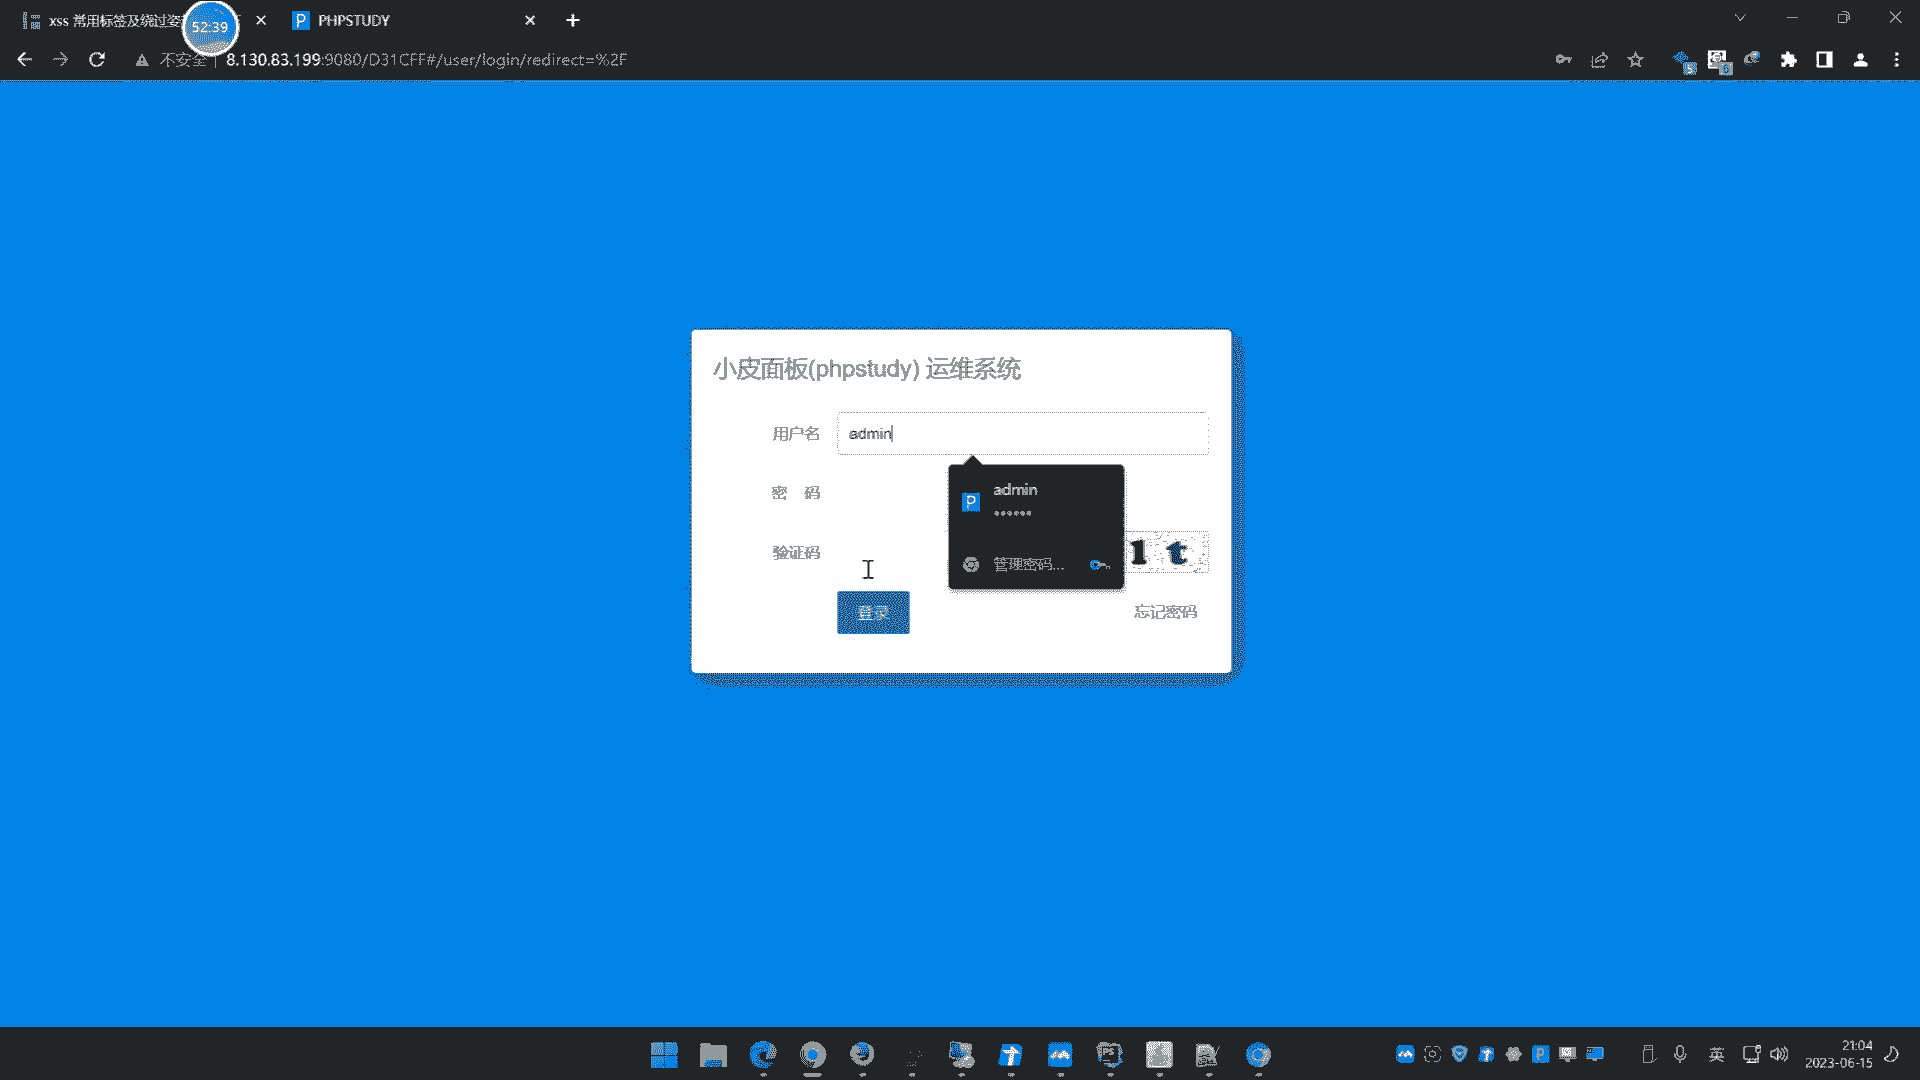 xss 常用标签及绕过姿
52:39
PHPSTUDY
不安全
8.130.83.199:9080/D31CFF#/user/login/redirect=%2F
小皮面板(phpstudy) 运维系统
用户名
admin
密 码
admin
••••••
验证码
1 t
管理密码...
登录
忘记密码
英
21:04
2023-06-15